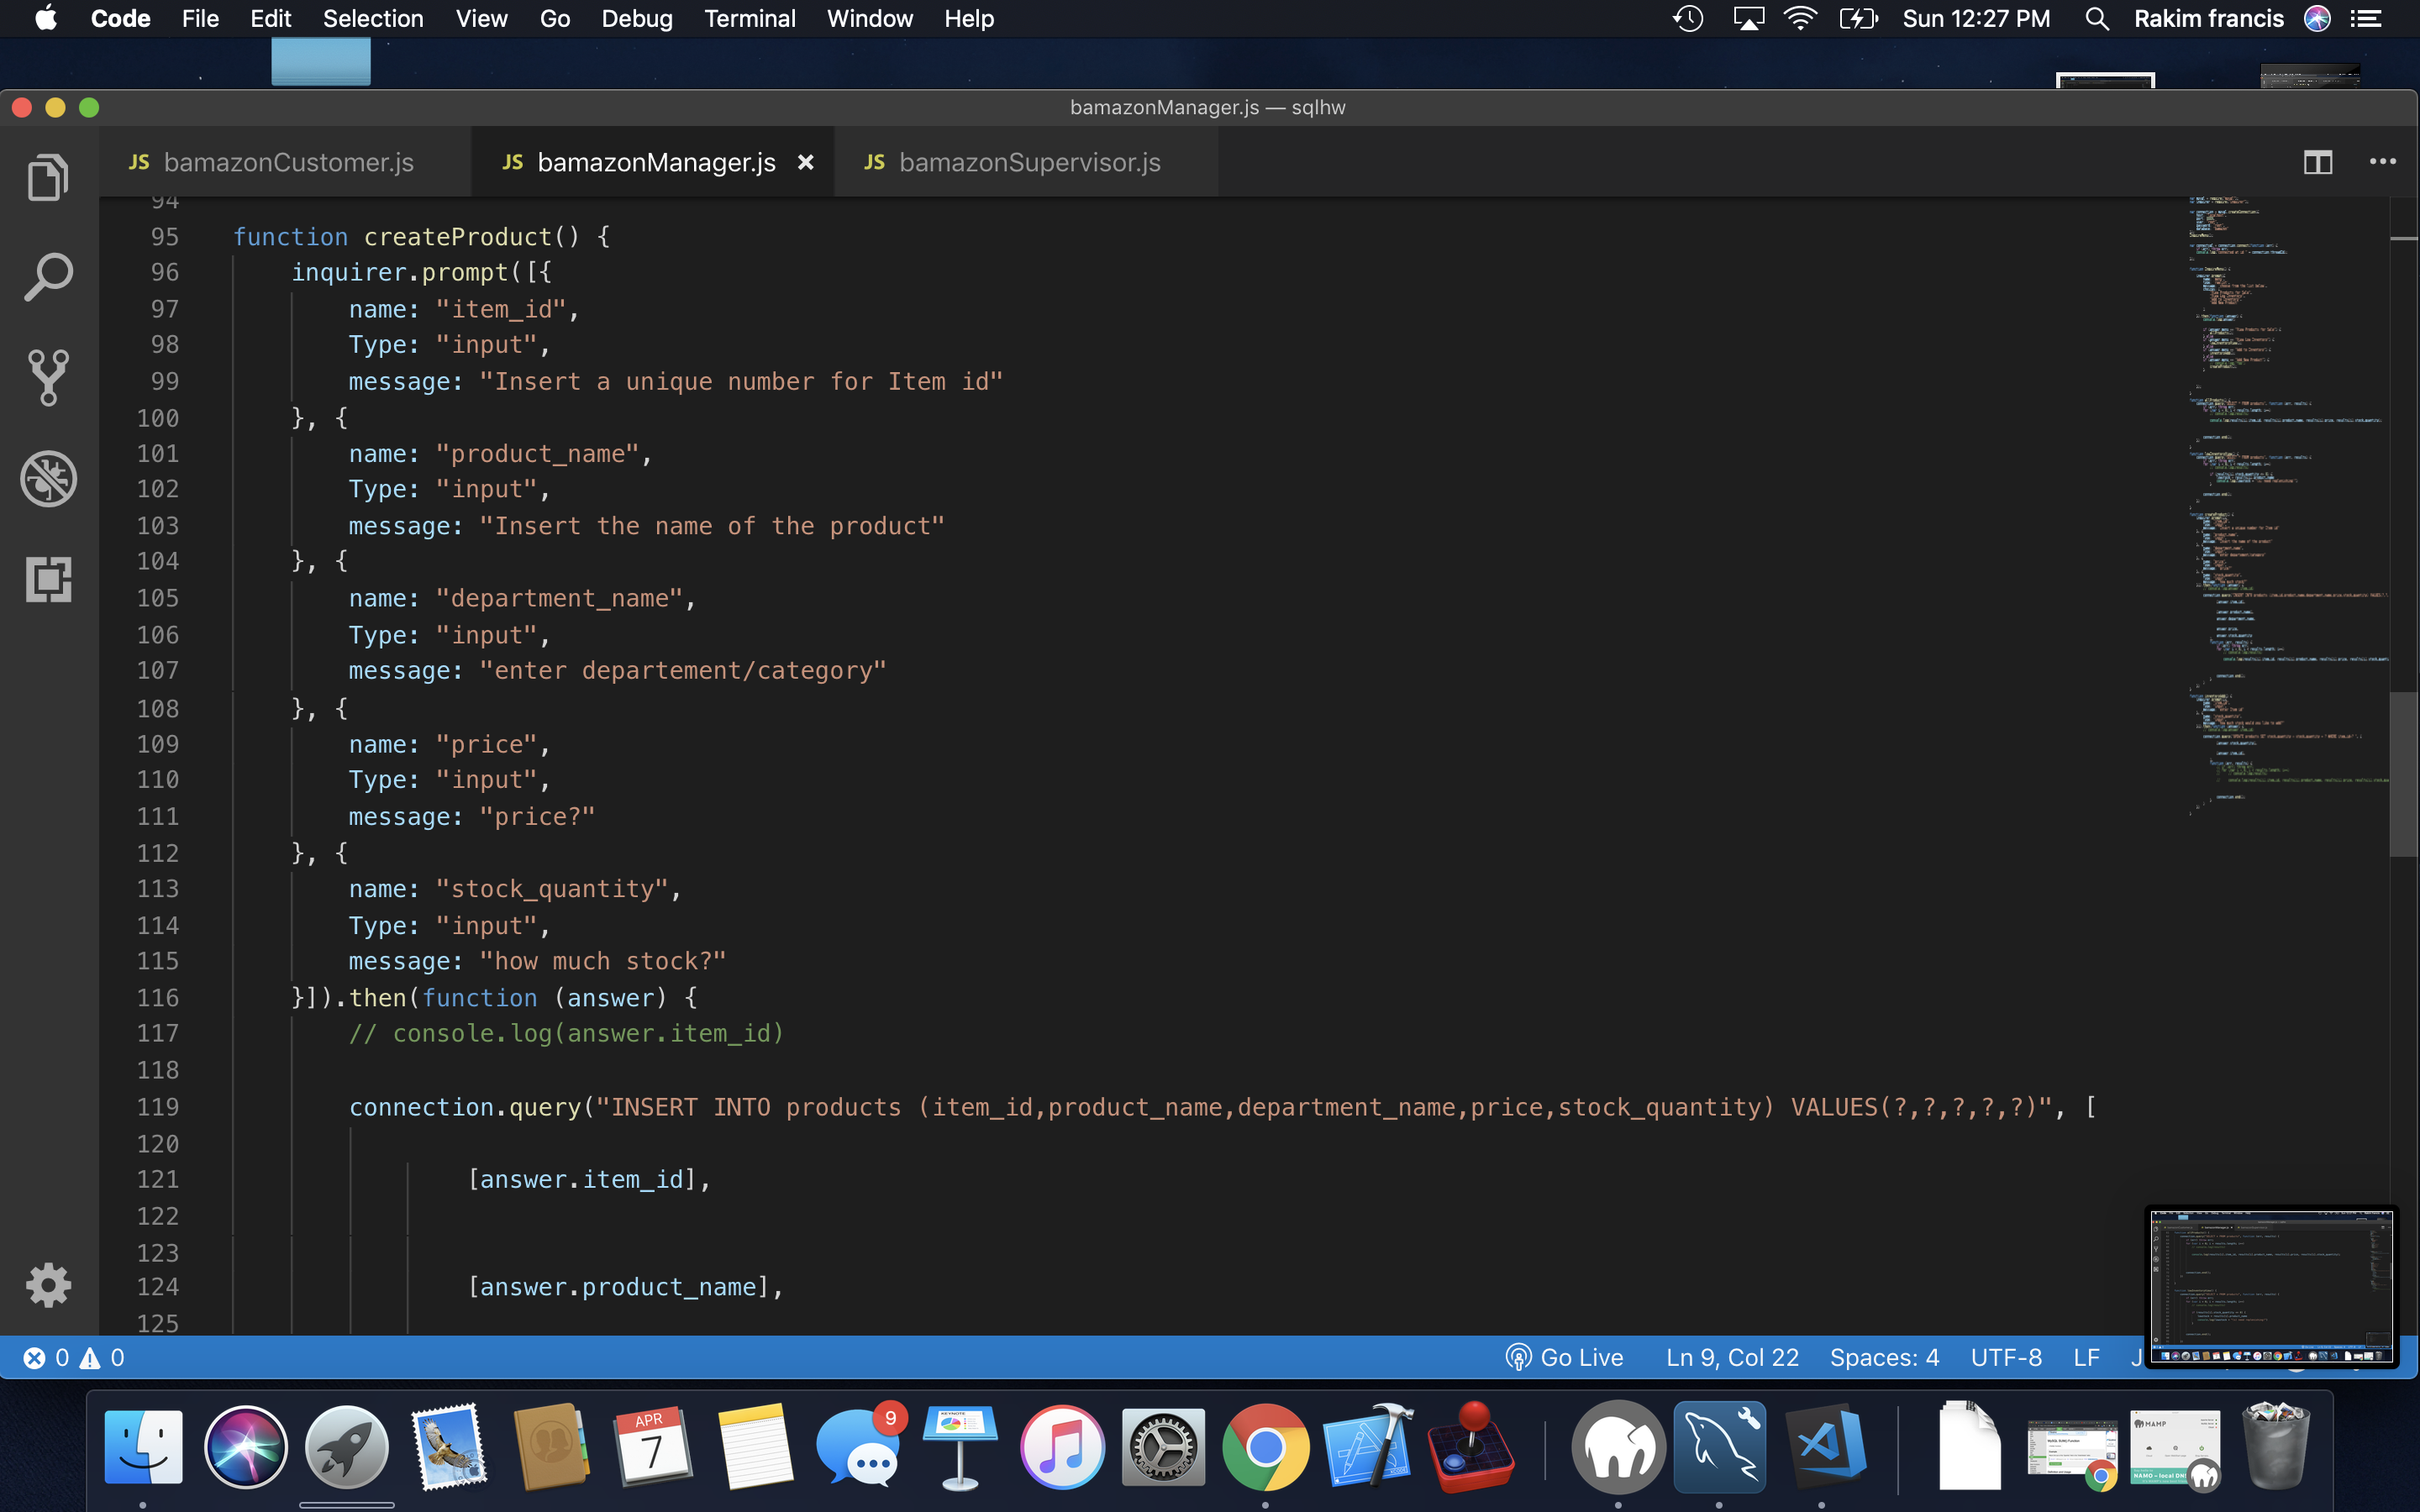 Code File Edit Selection View Go Debug Terminal Window Help Sun 12:27 PM Rakim francis
bamazonManager.js — sqlhw
JS bamazonCustomer.js JS bamazonManager.js × JS bamazonSupervisor.js
94
95 function createProduct() {
96 inquirer.prompt([{
97 name: "item_id",
98 Type: "input",
99 message: "Insert a unique number for Item id"
100 }, {
101 name: "product_name",
102 Type: "input",
103 message: "Insert the name of the product"
104 }, {
105 name: "department_name",
106 Type: "input",
107 message: "enter departement/category"
108 }, {
109 name: "price",
110 Type: "input",
111 message: "price?"
112 }, {
113 name: "stock_quantity",
114 Type: "input",
115 message: "how much stock?"
116 }]).then(function (answer) {
117 // console.log(answer.item_id)
118
119 connection.query("INSERT INTO products (item_id,product_name,department_name,price,stock_quantity) VALUES(?,?,?,?,?)", [
120
121 [answer.item_id],
122
123
124 [answer.product_name],
125
0 0 Go Live Ln 9, Col 22 Spaces: 4 UTF-8 LF J
APR
7
9
MAMP